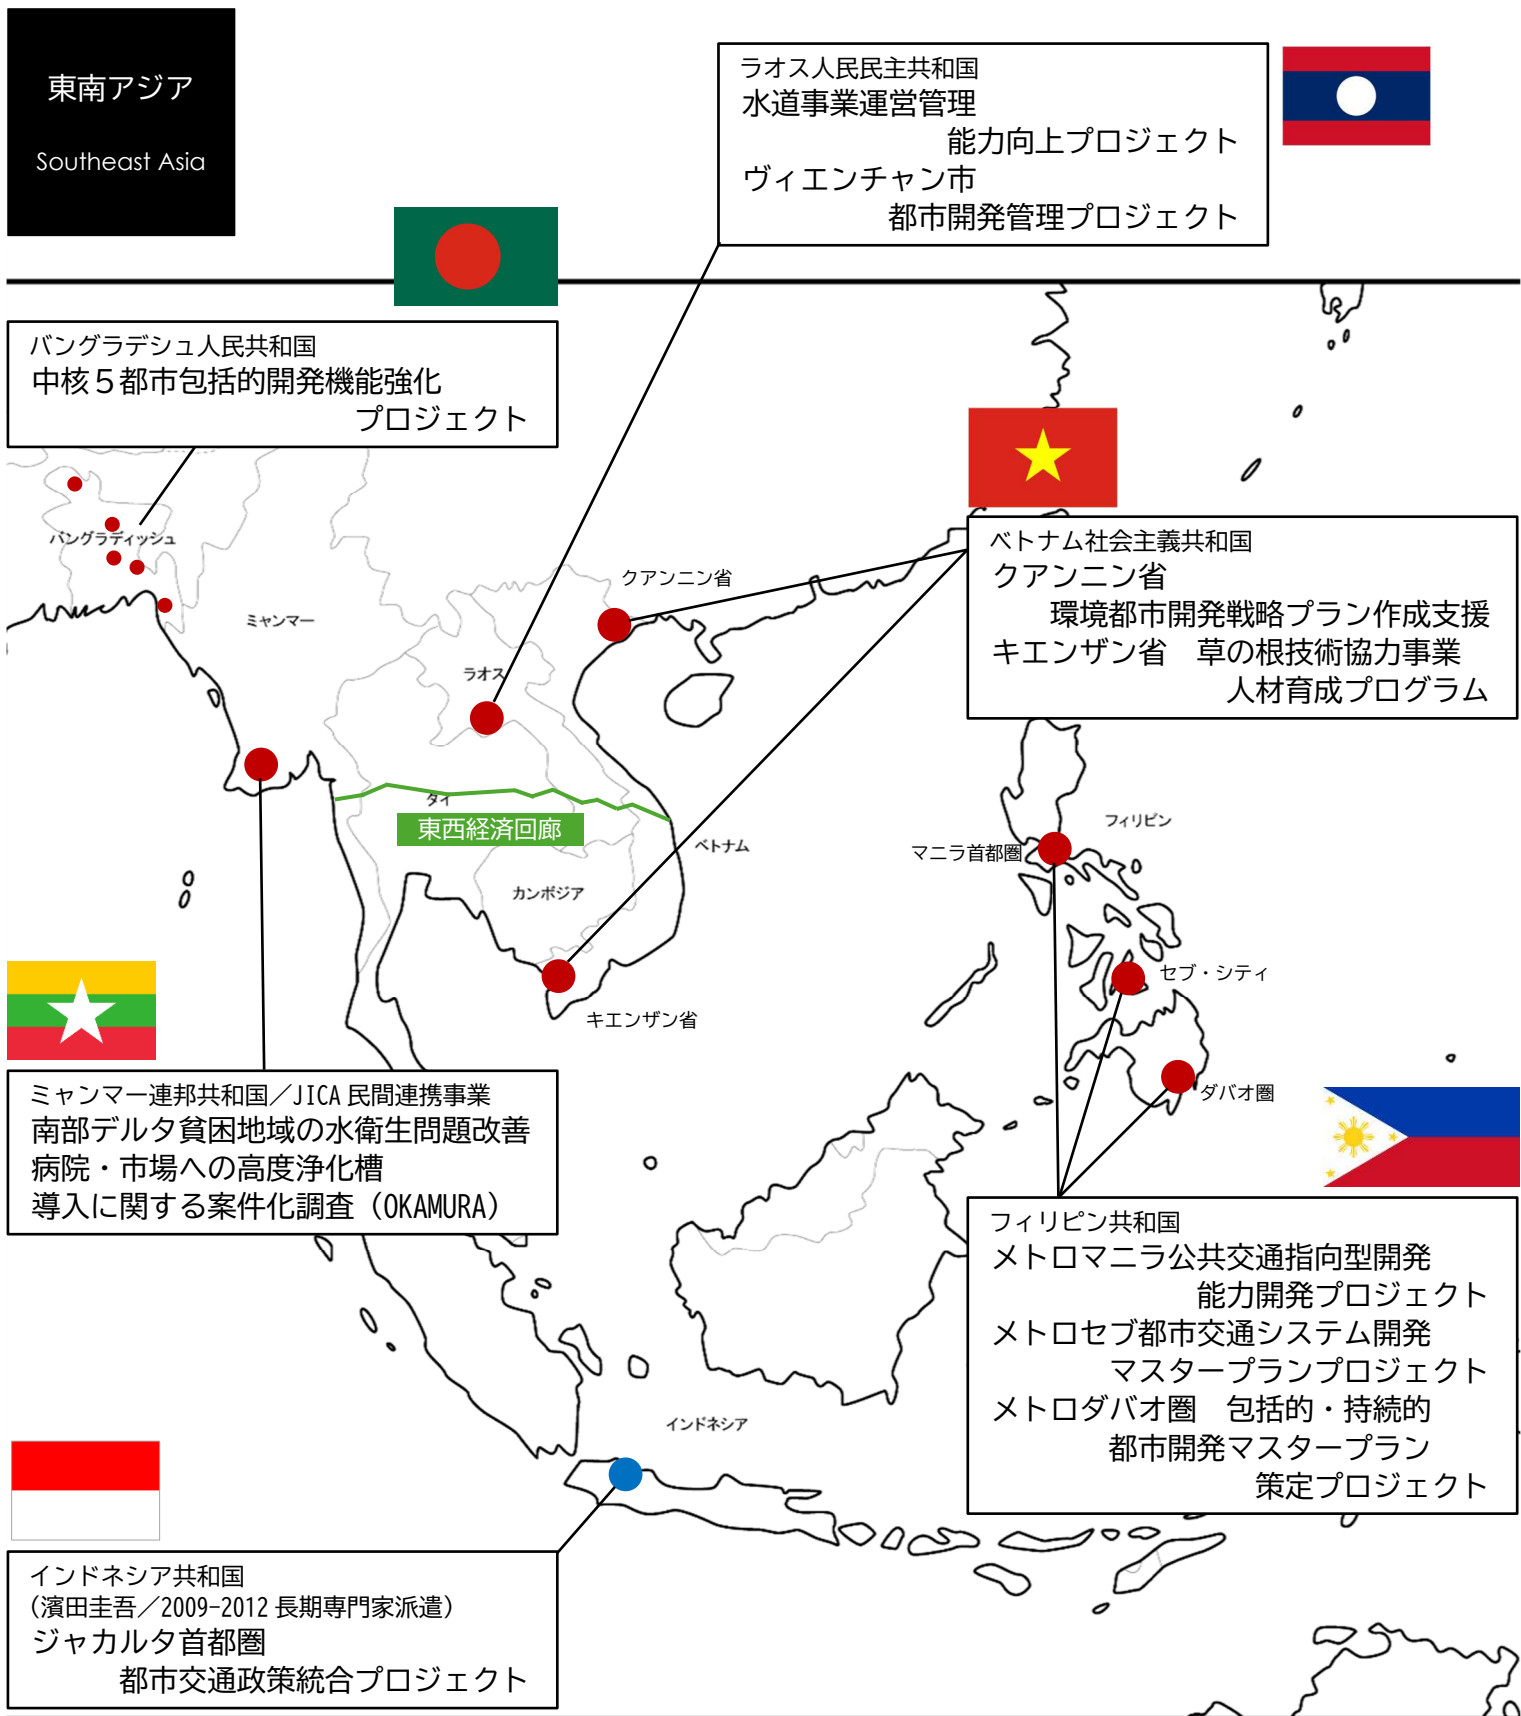 東南アジア
Southeast Asia
ラオス人民民主共和国
水道事業運営管理
能力向上プロジェクト
ヴィエンチャン市
都市開発管理プロジェクト
バングラデシュ人民共和国
中核５都市包括的開発機能強化
プロジェクト
ベトナム社会主義共和国
クアンニン省
環境都市開発戦略プラン作成支援
キエンザン省　草の根技術協力事業
人材育成プログラム
バングラディッシュ
クアンニン省
ミャンマー
ラオス
タイ
東西経済回廊
ベトナム
カンボジア
フィリピン
マニラ首都圏
セブ・シティ
キエンザン省
ダバオ圏
ミャンマー連邦共和国／JICA 民間連携事業
南部デルタ貧困地域の水衛生問題改善
病院・市場への高度浄化槽
導入に関する案件化調査（OKAMURA）
フィリピン共和国
メトロマニラ公共交通指向型開発
能力開発プロジェクト
メトロセブ都市交通システム開発
マスタープランプロジェクト
メトロダバオ圏　包括的・持続的
都市開発マスタープラン
策定プロジェクト
インドネシア
インドネシア共和国
(濱田圭吾／2009-2012 長期専門家派遣)
ジャカルタ首都圏
都市交通政策統合プロジェクト